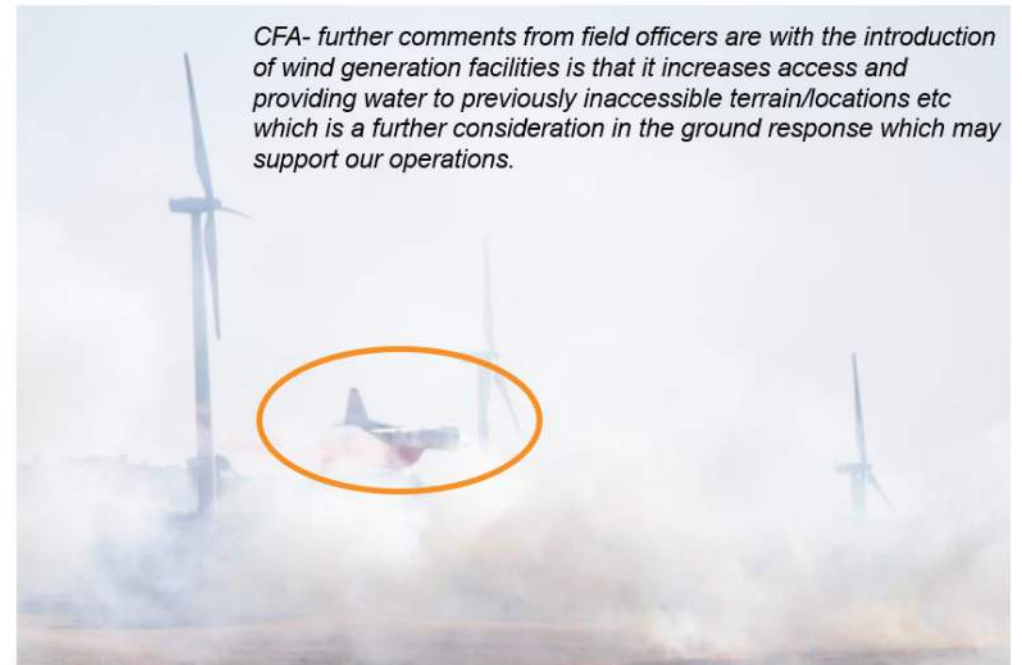 CFA- further comments from field officers are with the introduction
of wind generation facilities is that it increases access and
providing water to previously inaccessible terrain/locations etc
which is a further consideration in the ground response which may
support our operations.